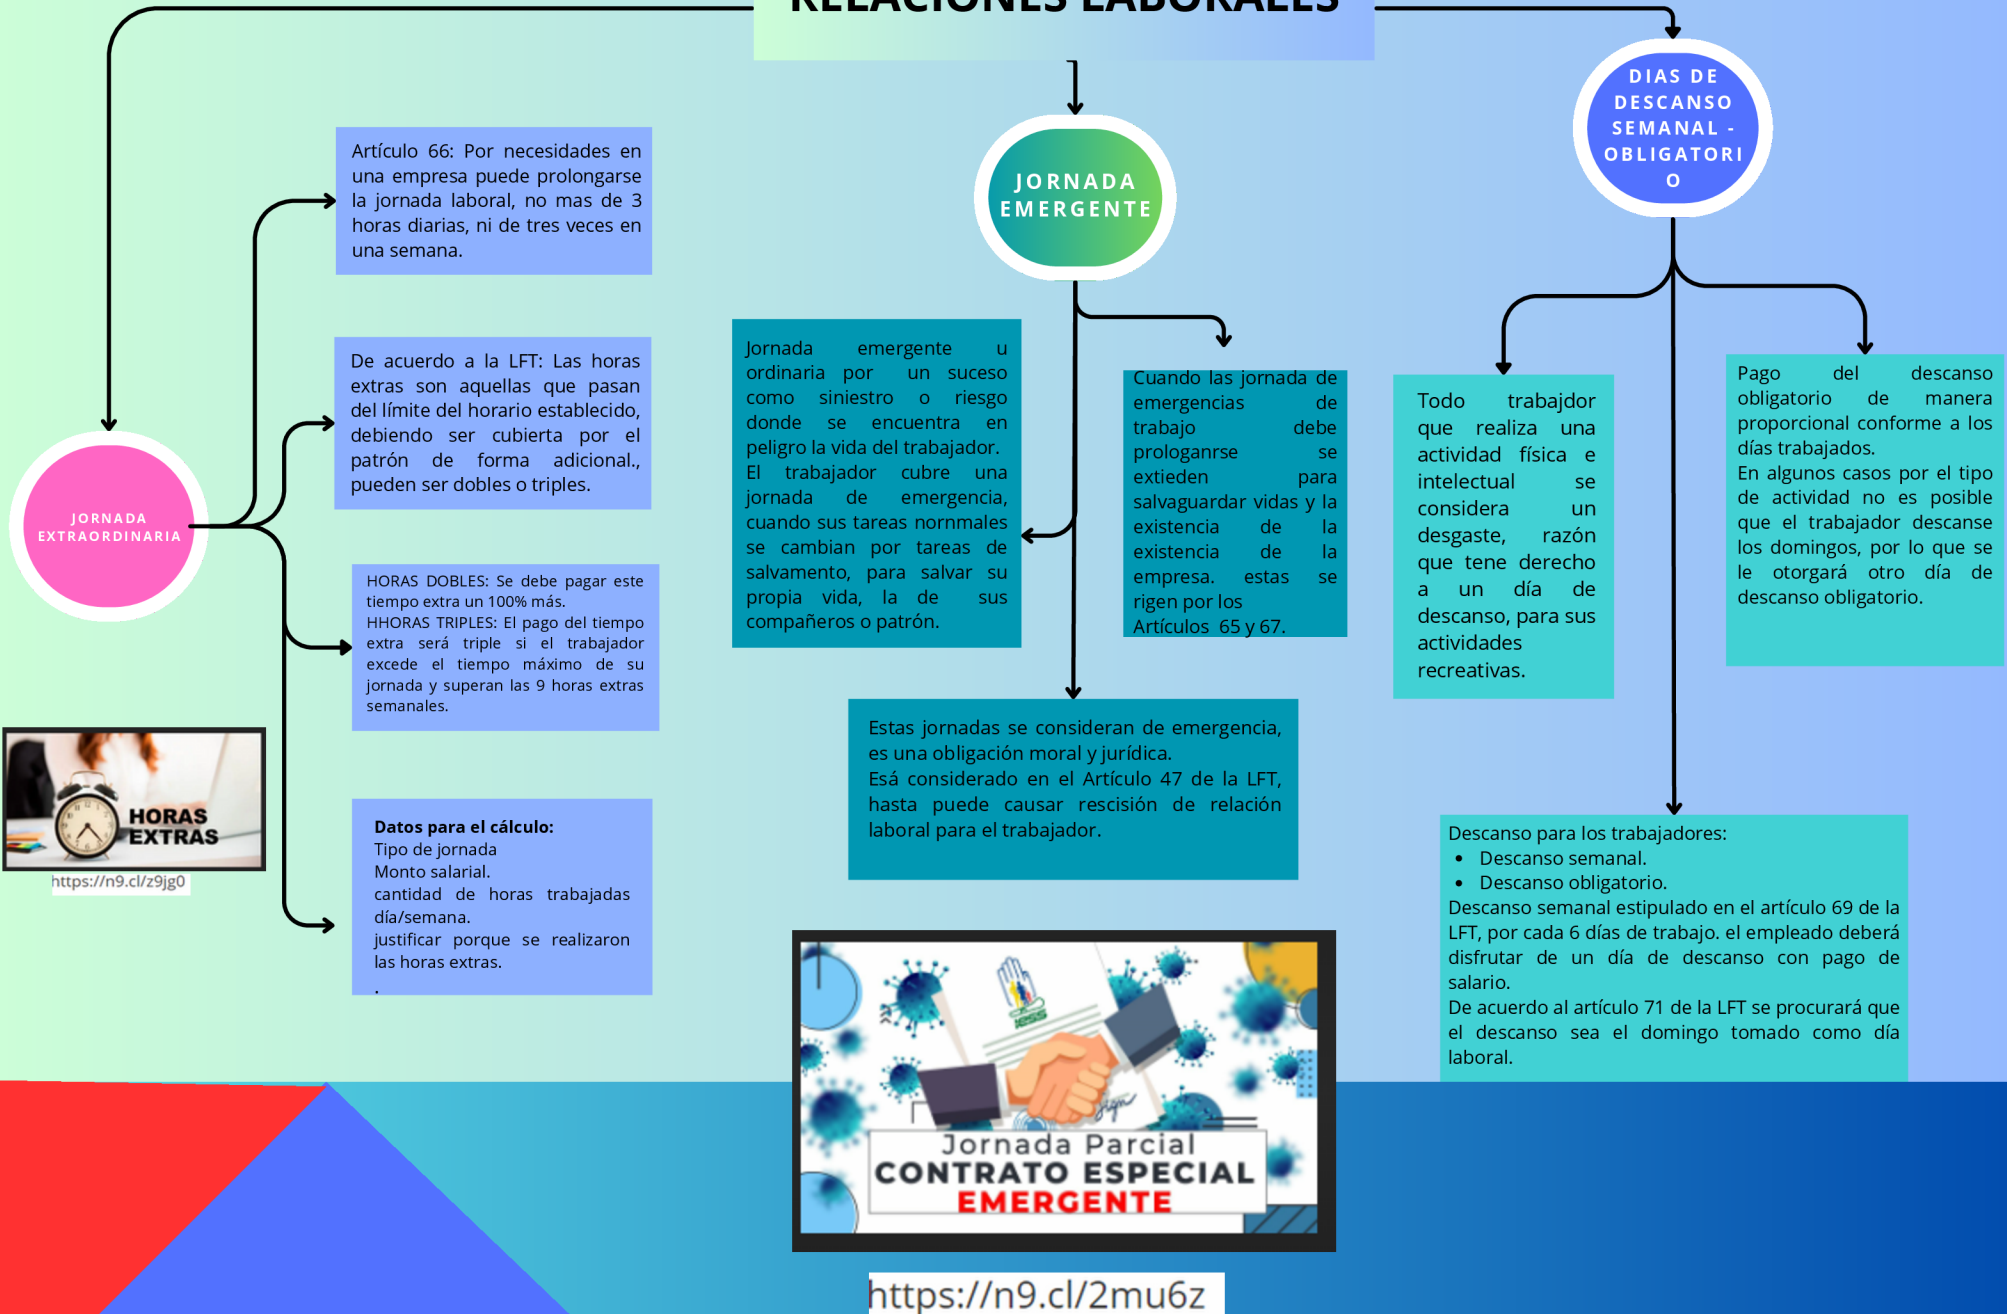 RELACIONES LABORALES
JORNADA
EXTRAORDINARIA
Artículo 66: Por necesidades en
una empresa puede prolongarse
la jornada laboral, no mas de 3
horas diarias, ni de tres veces en
una semana.
De acuerdo a la LFT: Las horas
extras son aquellas que pasan
del límite del horario establecido,
debiendo ser cubierta por el
patrón de forma adicional.,
pueden ser dobles o triples.
HORAS DOBLES: Se debe pagar este
tiempo extra un 100% más.
HHORAS TRIPLES: El pago del tiempo
extra será triple si el trabajador
excede el tiempo máximo de su
jornada y superan las 9 horas extras
semanales.
Datos para el cálculo:
Tipo de jornada
Monto salarial.
cantidad de horas trabajadas
día/semana.
justificar porque se realizaron
las horas extras.
.
HORAS
EXTRAS
https://n9.cl/z9jg0
JORNADA
EMERGENTE
Jornada emergente u
ordinaria por un suceso
como siniestro o riesgo
donde se encuentra en
peligro la vida del trabajador.
El trabajador cubre una
jornada de emergencia,
cuando sus tareas nornmales
se cambian por tareas de
salvamento, para salvar su
propia vida, la de sus
compañeros o patrón.
Cuando las jornada de
emergencias de
trabajo debe
prologanrse se
extieden para
salvaguardar vidas y la
existencia de la
existencia de la
empresa. estas se
rigen por los
Artículos 65 y 67.
Estas jornadas se consideran de emergencia,
es una obligación moral y jurídica.
Esá considerado en el Artículo 47 de la LFT,
hasta puede causar rescisión de relación
laboral para el trabajador.
Jornada Parcial
CONTRATO ESPECIAL
EMERGENTE
https://n9.cl/2mu6z
DIAS DE
DESCANSO
SEMANAL -
OBLIGATORI
O
Todo trabajdor
que realiza una
actividad física e
intelectual se
considera un
desgaste, razón
que tene derecho
a un día de
descanso, para sus
actividades
recreativas.
Pago del descanso
obligatorio de manera
proporcional conforme a los
días trabajados.
En algunos casos por el tipo
de actividad no es posible
que el trabajador descanse
los domingos, por lo que se
le otorgará otro día de
descanso obligatorio.
Descanso para los trabajadores:
• Descanso semanal.
• Descanso obligatorio.
Descanso semanal estipulado en el artículo 69 de la
LFT, por cada 6 días de trabajo. el empleado deberá
disfrutar de un día de descanso con pago de
salario.
De acuerdo al artículo 71 de la LFT se procurará que
el descanso sea el domingo tomado como día
laboral.